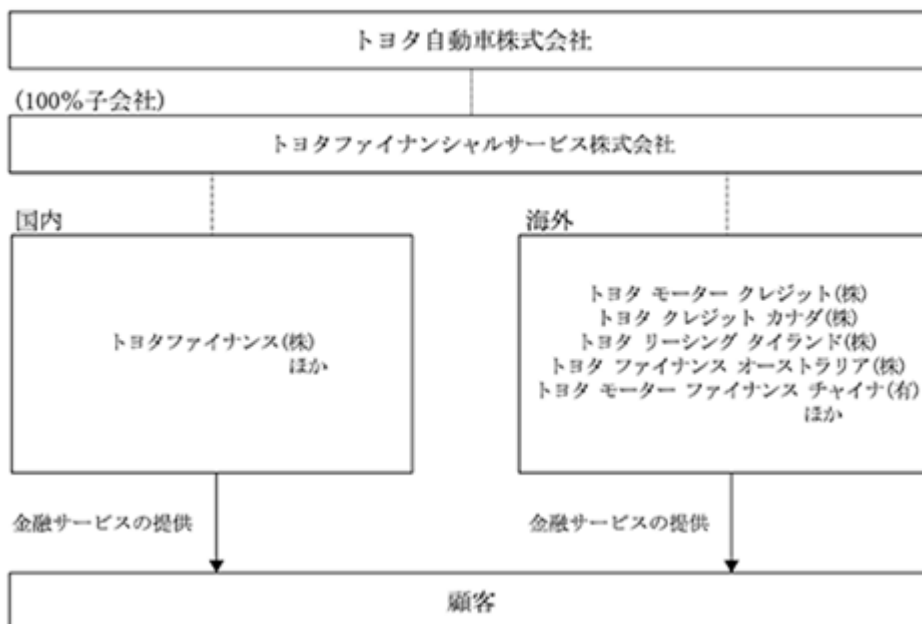 トヨタ自動車株式会社
(100%子会社)
トヨタファイナンシャルサービス株式会社
国内
海外
トヨタファイナンス(株)
ほか
トヨタ モーター クレジット(株)
トヨタ クレジット カナダ(株)
トヨタ リーシング タイランド(株)
トヨタ ファイナンス オーストラリア(株)
トヨタ モーター ファイナンス チャイナ(有)
ほか
金融サービスの提供
金融サービスの提供
顧客